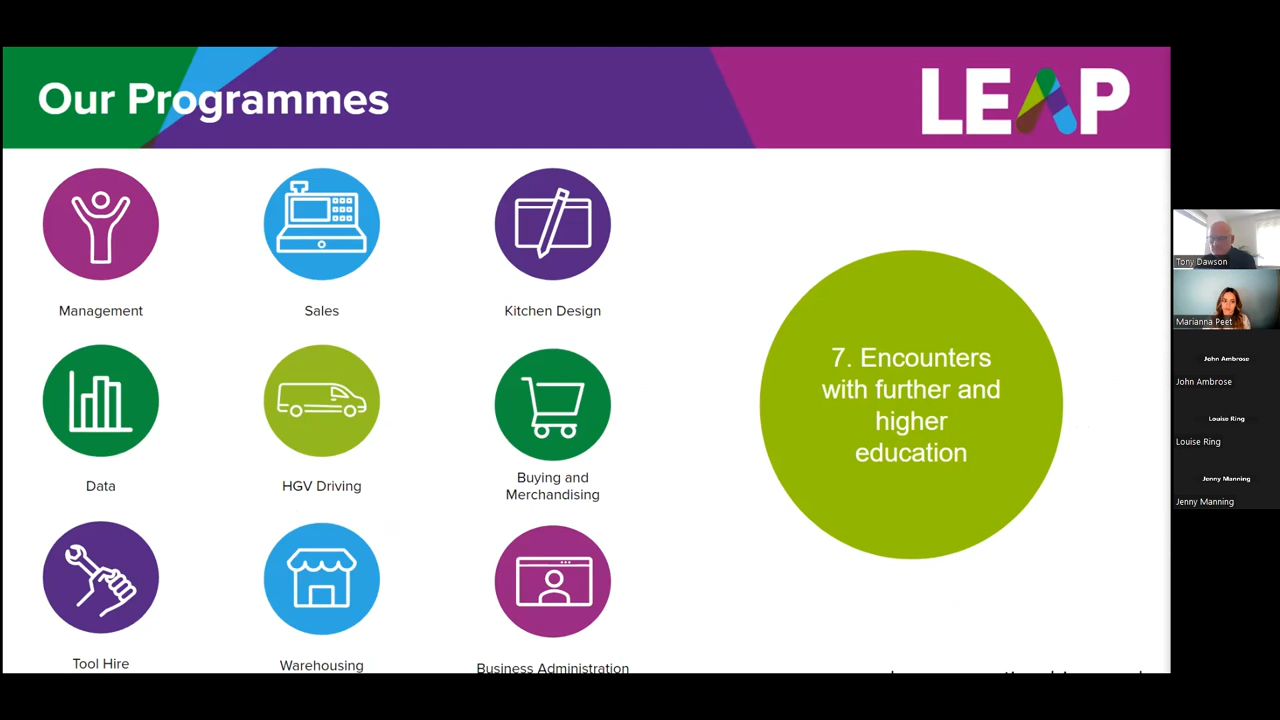 Our Programmes
LEAP
Management
Sales
Kitchen Design
Data
HGV Driving
Buying and
Merchandising
Tool Hire
Warehousing
Business Administration
7. Encounters
with further and
higher
education
Tony Dawson
Marianna Peet
John Ambrose
John Ambrose
Louise Ring
Louise Ring
Jenny Manning
Jenny Manning